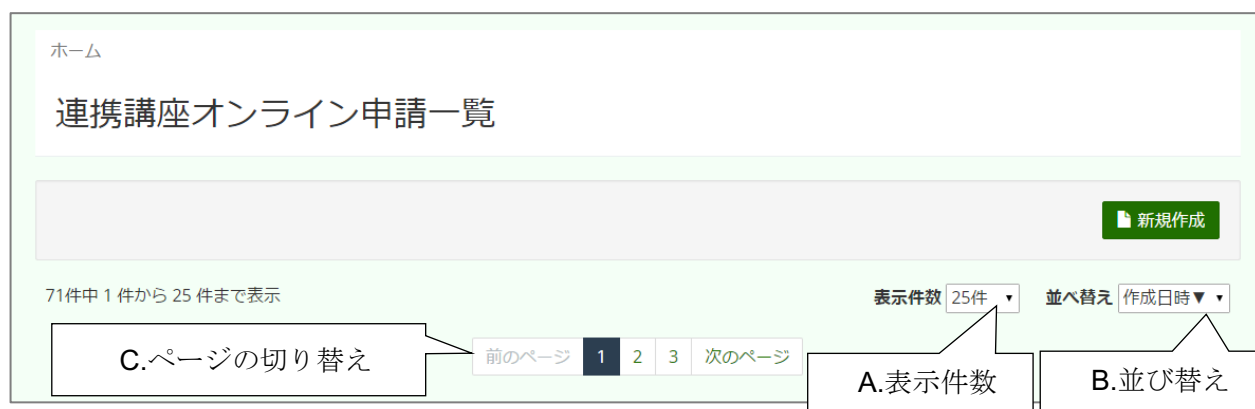 ホーム
連携講座オンライン申請一覧
新規作成
71件中 1 件から 25 件まで表示
表示件数 25件 ▼ 並べ替え 作成日時▼ ▼
C.ページの切り替え
前のページ 1 2 3 次のページ
A.表示件数
B.並び替え